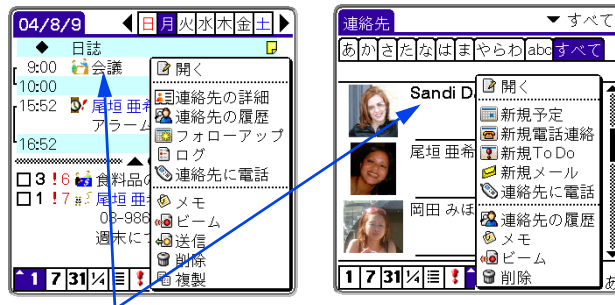 04/8/9
日 月 火 水 木 金 土
日誌
9:00 会議
10:00
15:52 尾垣 亜希
アラーム
16:52
3 !6 食料品の
1 !7 尾垣 亜
03-986
週末に
開く
連絡先の詳細
連絡先の履歴
フォローアップ
ログ
連絡先に電話
メモ
ビーム
送信
削除
複製
1 7 31
連絡先
すべて
あ か さ た な は ま や ら わ abc すべて
Sandi D
尾垣 亜希
岡田 みほ
開く
新規予定
新規電話連絡
新規To Do
新規メール
連絡先に電話
連絡先の履歴
メモ
ビーム
削除
1 7 31